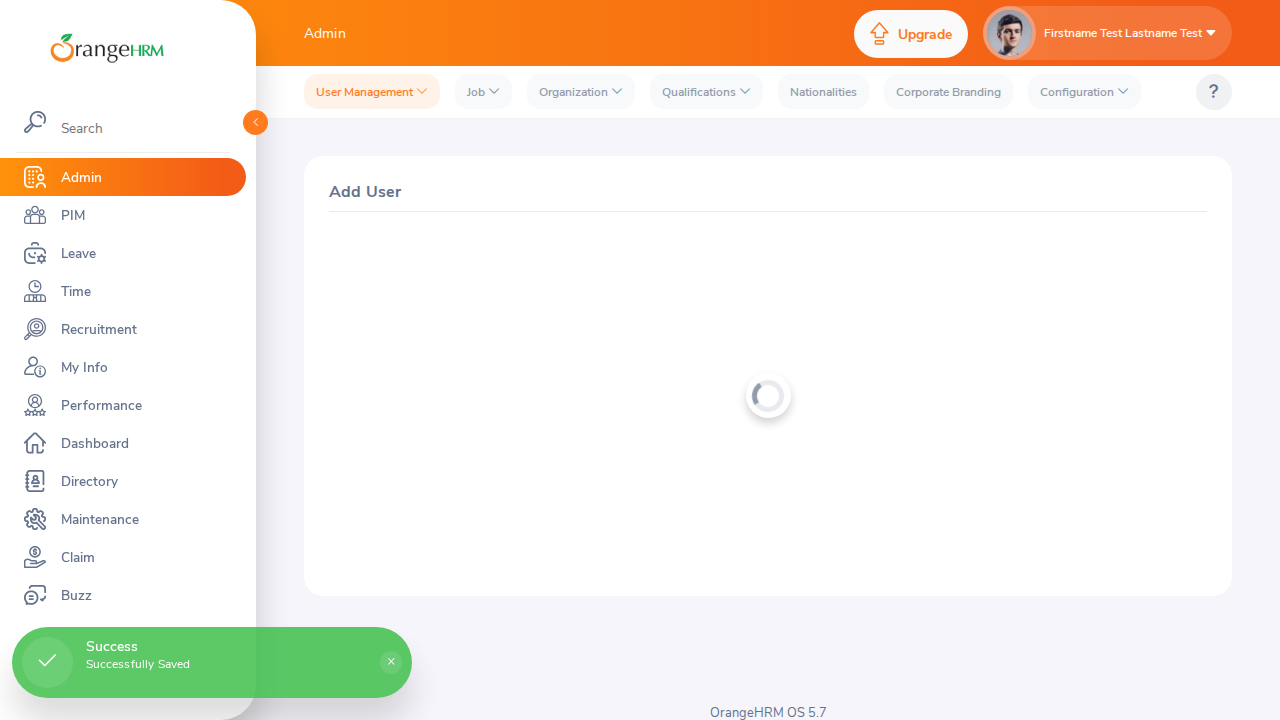 OrangeHRM
Admin
Upgrade
Firstname Test Lastname Test
User Management
Job
Organization
Qualifications
Nationalities
Corporate Branding
Configuration
?
Search
Admin
PIM
Leave
Time
Recruitment
My Info
Performance
Dashboard
Directory
Maintenance
Claim
Buzz
Add User
Success
Successfully Saved
×
OrangeHRM OS 5.7